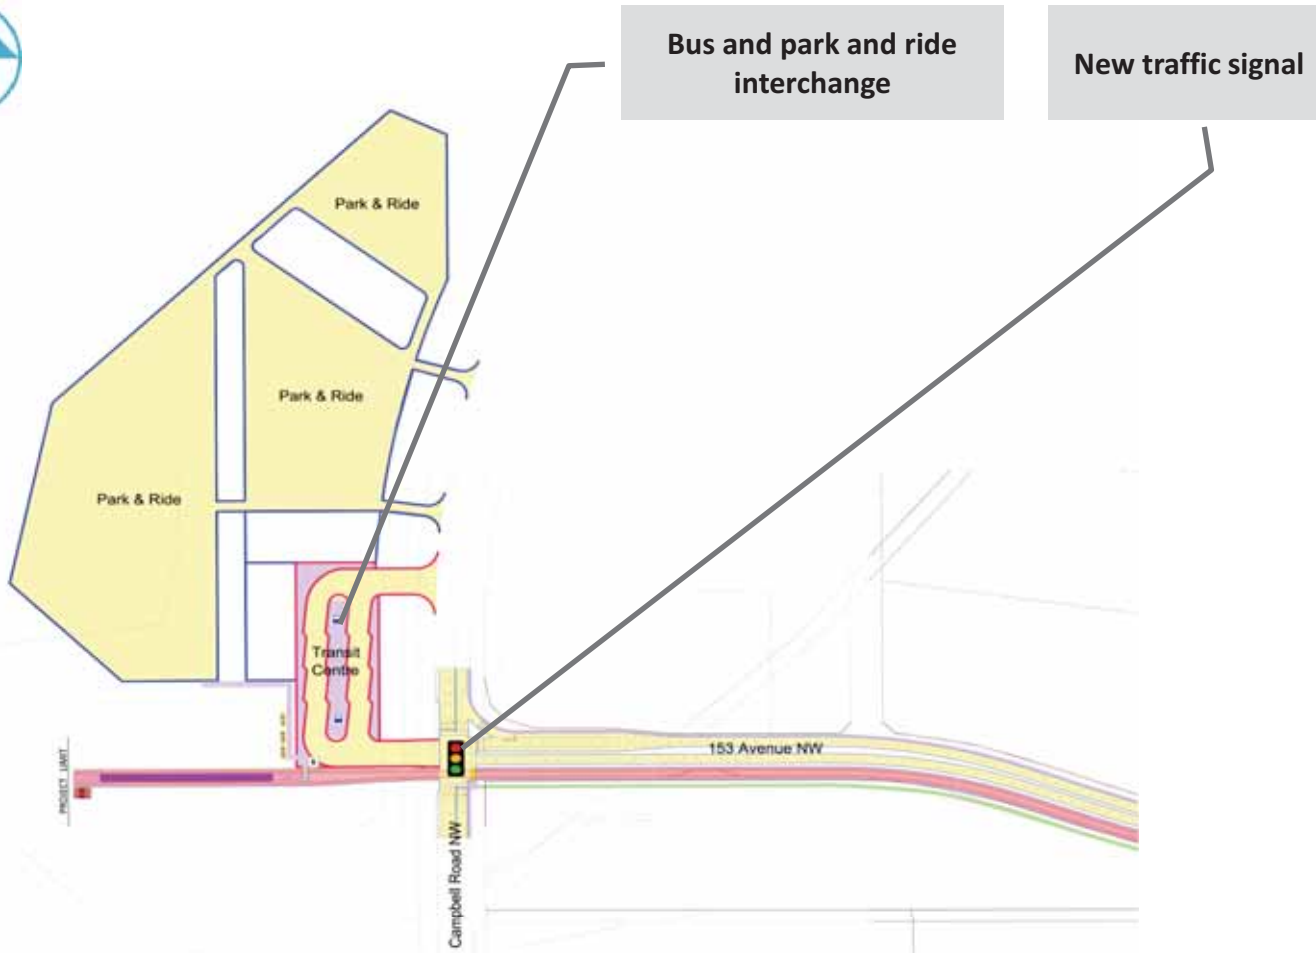 Bus and park and ride
interchange
New traffic signal
Park & Ride
Park & Ride
Park & Ride
Transit
Centre
153 Avenue NW
PROJECT LIMIT
Campbell Road NW